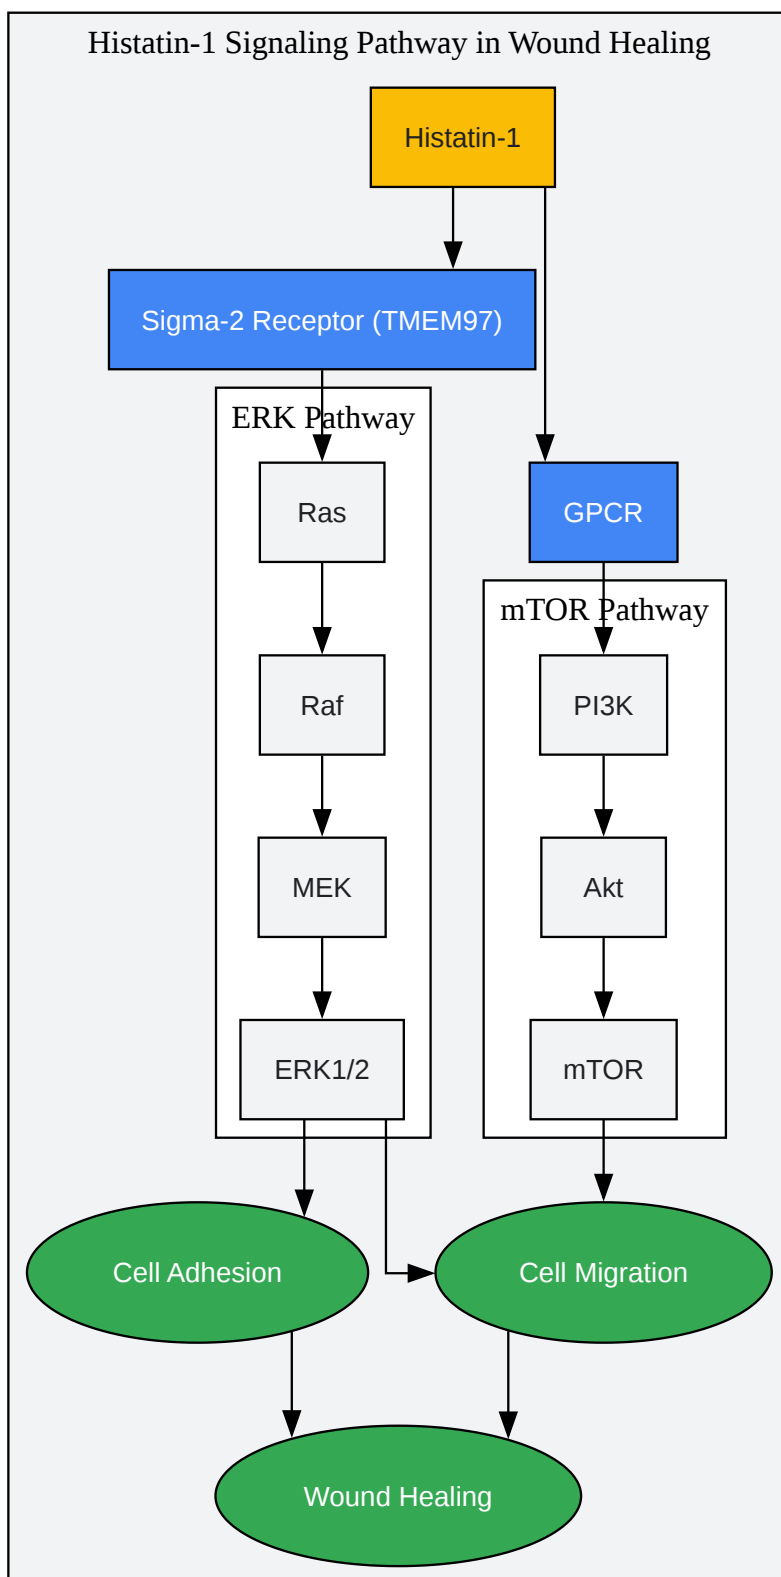 Histatin-1 Signaling Pathway in Wound Healing
Histatin-1
Sigma-2 Receptor (TMEM97)
ERK Pathway
Ras
GPCR
mTOR Pathway
Raf
PI3K
MEK
Akt
ERK1/2
mTOR
Cell Adhesion
Cell Migration
Wound Healing